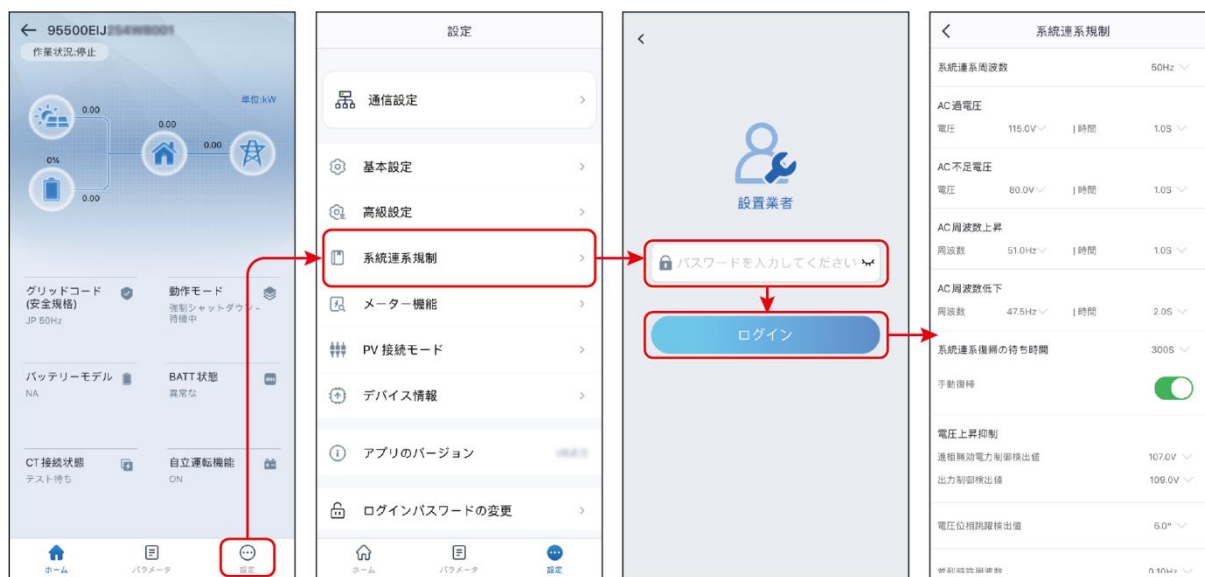 95500EIJ
作業状況:停止
単位:kW
0.00
0.00
0.00
0%
0.00
グリッドコード
(安全規格)
JP 50Hz
動作モード
強制シャットダウン -
待機中
バッテリーモデル
NA
BATT状態
異常な
CT接続状態
テスト待ち
自立運転機能
ON
ホーム
パラメータ
設定
設定
通信設定
基本設定
高級設定
系統連系規制
メーター機能
PV 接続モード
デバイス情報
アプリのバージョン
ログインパスワードの変更
ホーム
パラメータ
設定
設置業者
パスワードを入力してください
ログイン
系統連系規制
系統連系周波数 50Hz
AC過電圧
電圧 115.0V | 時間 1.0S
AC不足電圧
電圧 80.0V | 時間 1.0S
AC周波数上昇
周波数 51.0Hz | 時間 1.0S
AC周波数低下
周波数 47.5Hz | 時間 2.0S
系統連系復帰の待ち時間 300S
手動復帰
電圧上昇抑制
進相無効電力制御検出値 107.0V
出力制御検出値 109.0V
電圧位相跳躍検出値 6.0°
0.10Hz